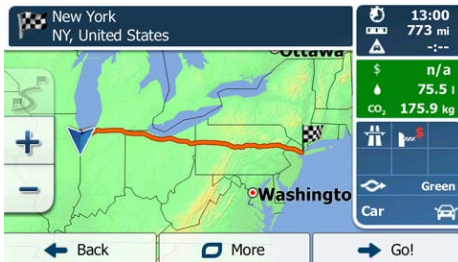 New York
NY, United States
13:00
773 mi
-:--
$ n/a
75.5 l
CO₂ 175.9 kg
Ottawa
$
Washingto
Green
Car
+
−
Back
More
Go!